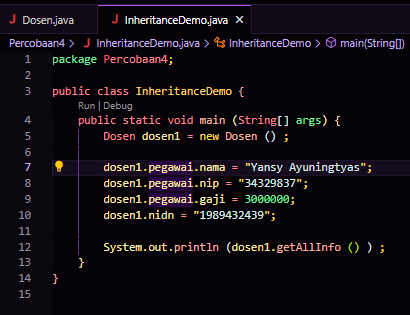 Dosen.java
InheritanceDemo.java
Percobaan4 > InheritanceDemo.java > InheritanceDemo > main(String[])
1 package Percobaan4;
2
3 public class InheritanceDemo {
Run | Debug
4 public static void main (String[] args) {
5 Dosen dosen1 = new Dosen () ;
6
7 dosen1.pegawai.nama = "Yansy Ayuningtyas";
8 dosen1.pegawai.nip = "34329837";
9 dosen1.pegawai.gaji = 3000000;
10 dosen1.nidn = "1989432439";
11
12 System.out.println (dosen1.getAllInfo () ) ;
13 }
14 }
15